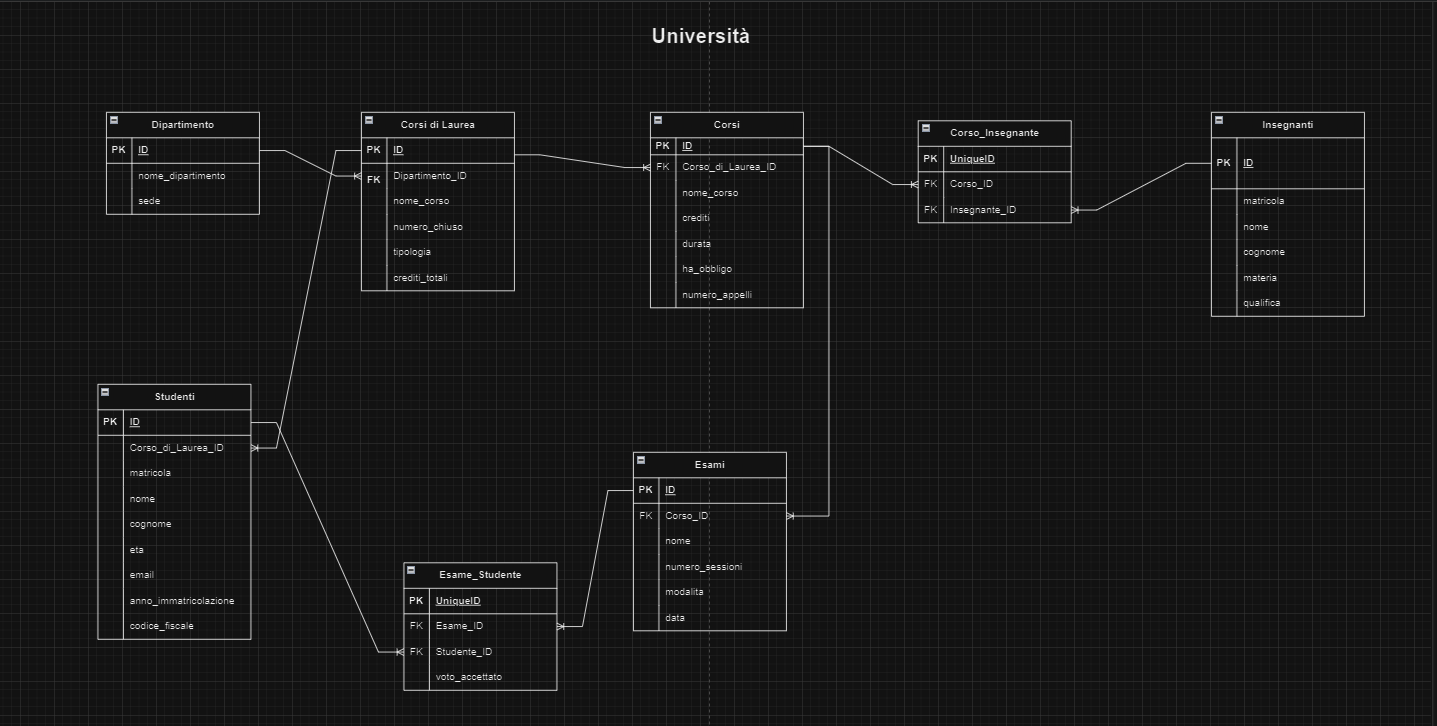 Università
Dipartimento
PK ID
nome_dipartimento
sede
Corsi di Laurea
PK ID
FK Dipartimento_ID
nome_corso
numero_chiuso
tipologia
crediti_totali
Corsi
PK ID
FK Corso_di_Laurea_ID
nome_corso
crediti
durata
ha_obbligo
numero_appelli
Corso_Insegnante
PK UniqueID
FK Corso_ID
FK Insegnante_ID
Insegnanti
PK ID
matricola
nome
cognome
materia
qualifica
Studenti
PK ID
Corso_di_Laurea_ID
matricola
nome
cognome
eta
email
anno_immatricolazione
codice_fiscale
Esame_Studente
PK UniqueID
FK Esame_ID
FK Studente_ID
voto_accettato
Esami
PK ID
FK Corso_ID
nome
numero_sessioni
modalita
data